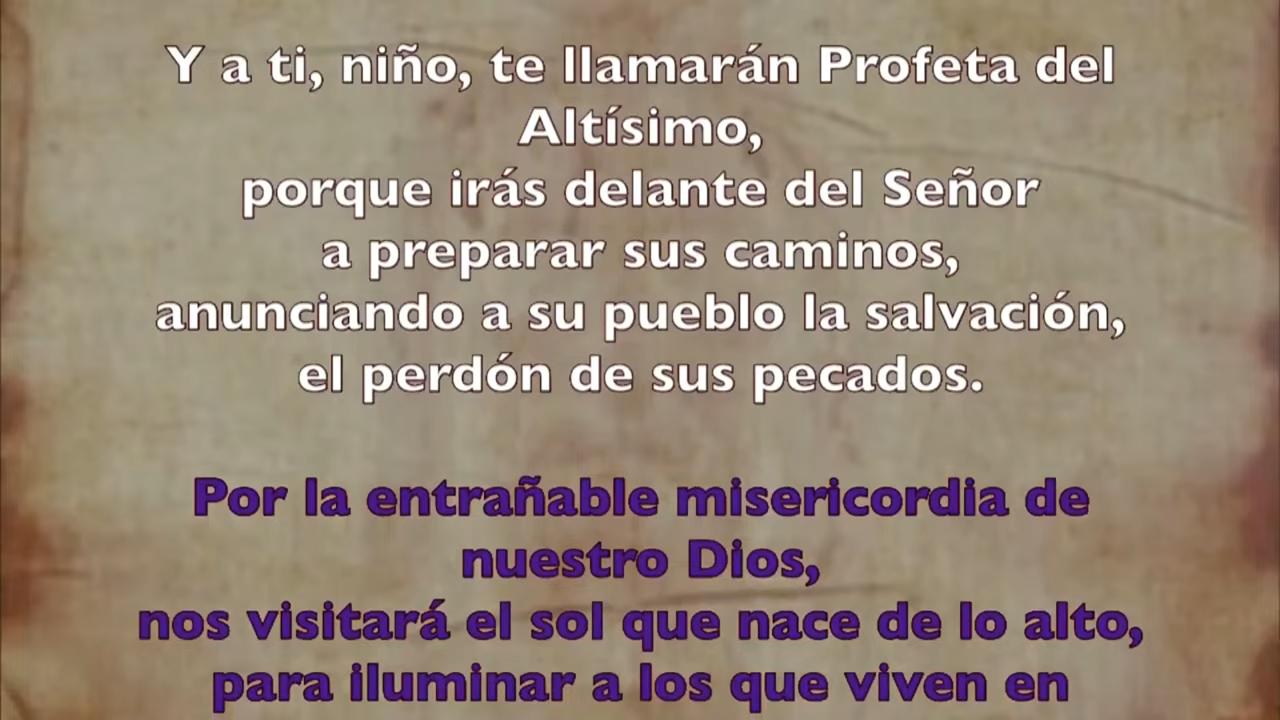 Y a ti, niño, te llamarán Profeta del
Altísimo,
porque irás delante del Señor
a preparar sus caminos,
anunciando a su pueblo la salvación,
el perdón de sus pecados.
Por la entrañable misericordia de
nuestro Dios,
nos visitará el sol que nace de lo alto,
para iluminar a los que viven en